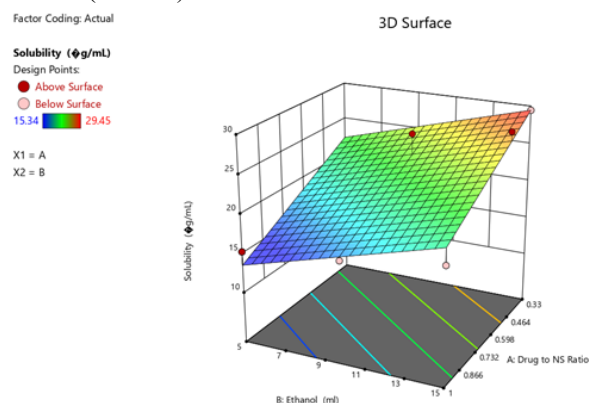 Factor Coding: Actual
3D Surface
Solubility (�g/mL)
Design Points:
Above Surface
Below Surface
15.34 29.45
X1 = A
X2 = B
Solubility (�g/mL)
30
25
20
15
10
5
7
9
11
13
15
B: Ethanol (ml)
1
0.866
0.732
0.598
0.464
0.33
A: Drug to NS Ratio